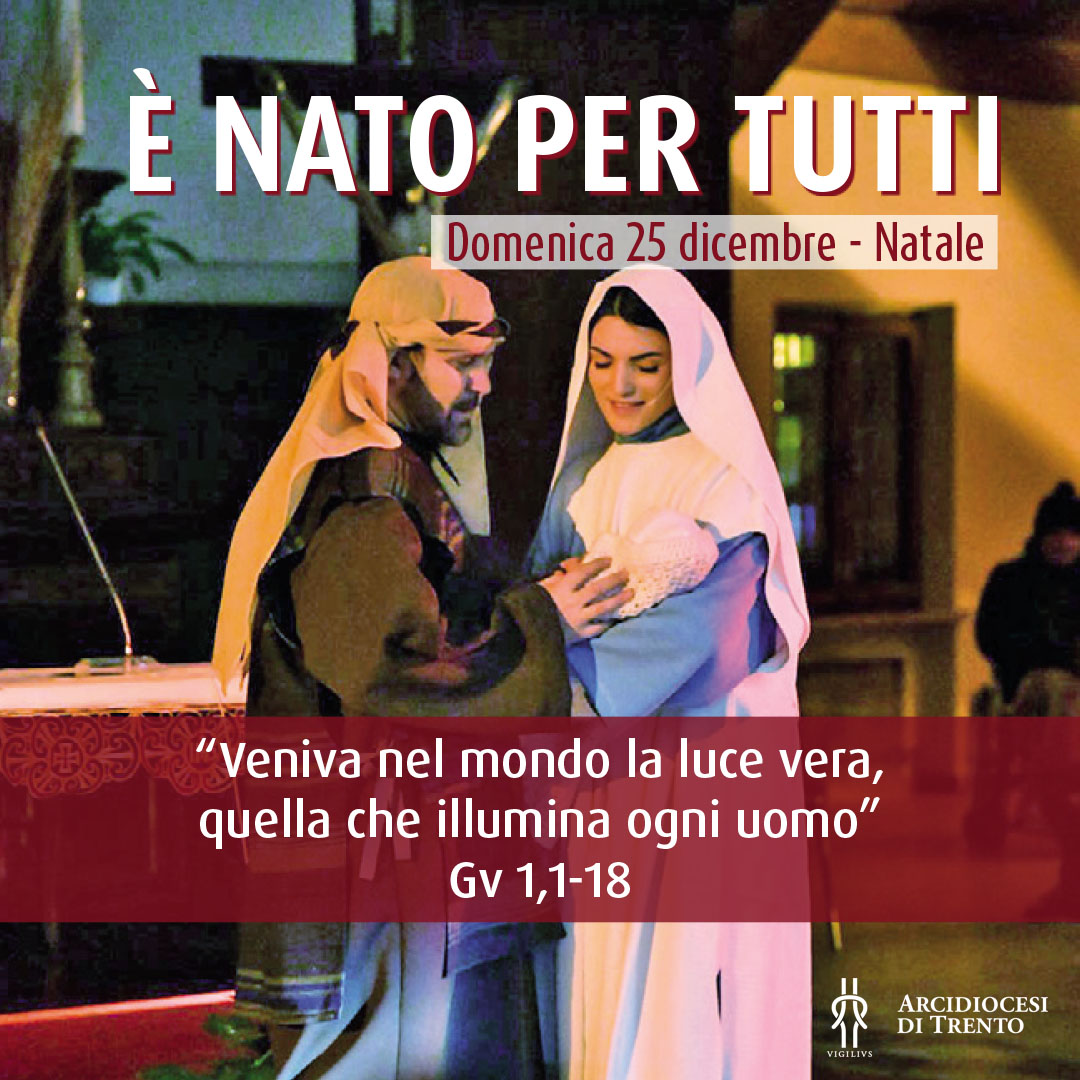 È NATO PER TUTTI
Domenica 25 dicembre - Natale
“Veniva nel mondo la luce vera,
quella che illumina ogni uomo”
Gv 1,1-18
VIGILIVS
ARCIDIOCESI
DI TRENTO